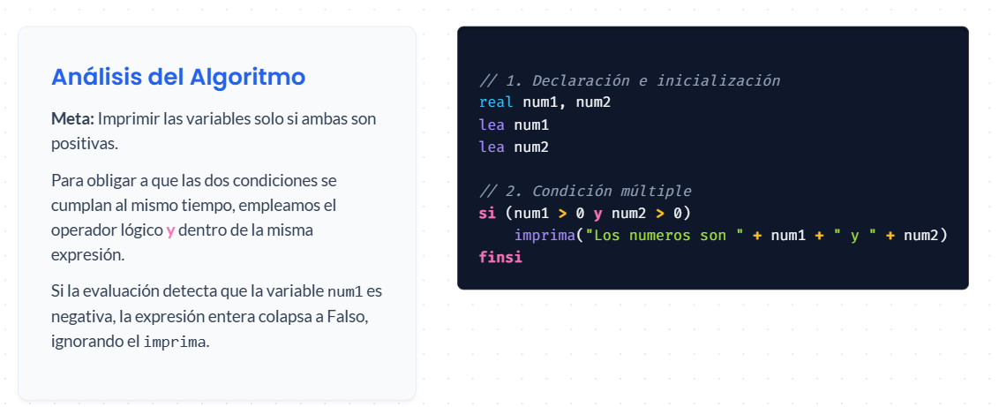 Análisis del Algoritmo
Meta: Imprimir las variables solo si ambas son
positivas.
Para obligar a que las dos condiciones se
cumplan al mismo tiempo, empleamos el
operador lógico y dentro de la misma
expresión.
Si la evaluación detecta que la variable num1 es
negativa, la expresión entera colapsa a Falso,
ignorando el imprima.
// 1. Declaración e inicialización
real num1, num2
lea num1
lea num2
// 2. Condición múltiple
si (num1 > 0 y num2 > 0)
    imprima("Los numeros son " + num1 + " y " + num2)
finsi